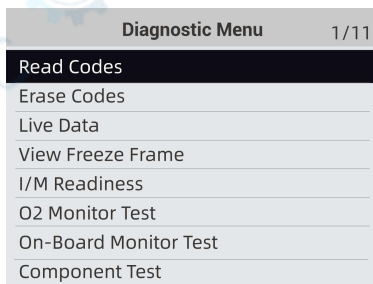 Diagnostic Menu 1/11
Read Codes
Erase Codes
Live Data
View Freeze Frame
I/M Readiness
O2 Monitor Test
On-Board Monitor Test
Component Test